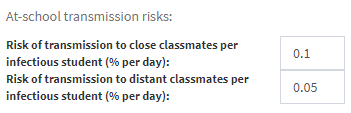 At-school transmission risks:
Risk of transmission to close classmates per
infectious student (% per day):
0.1
Risk of transmission to distant classmates per
infectious student (% per day):
0.05